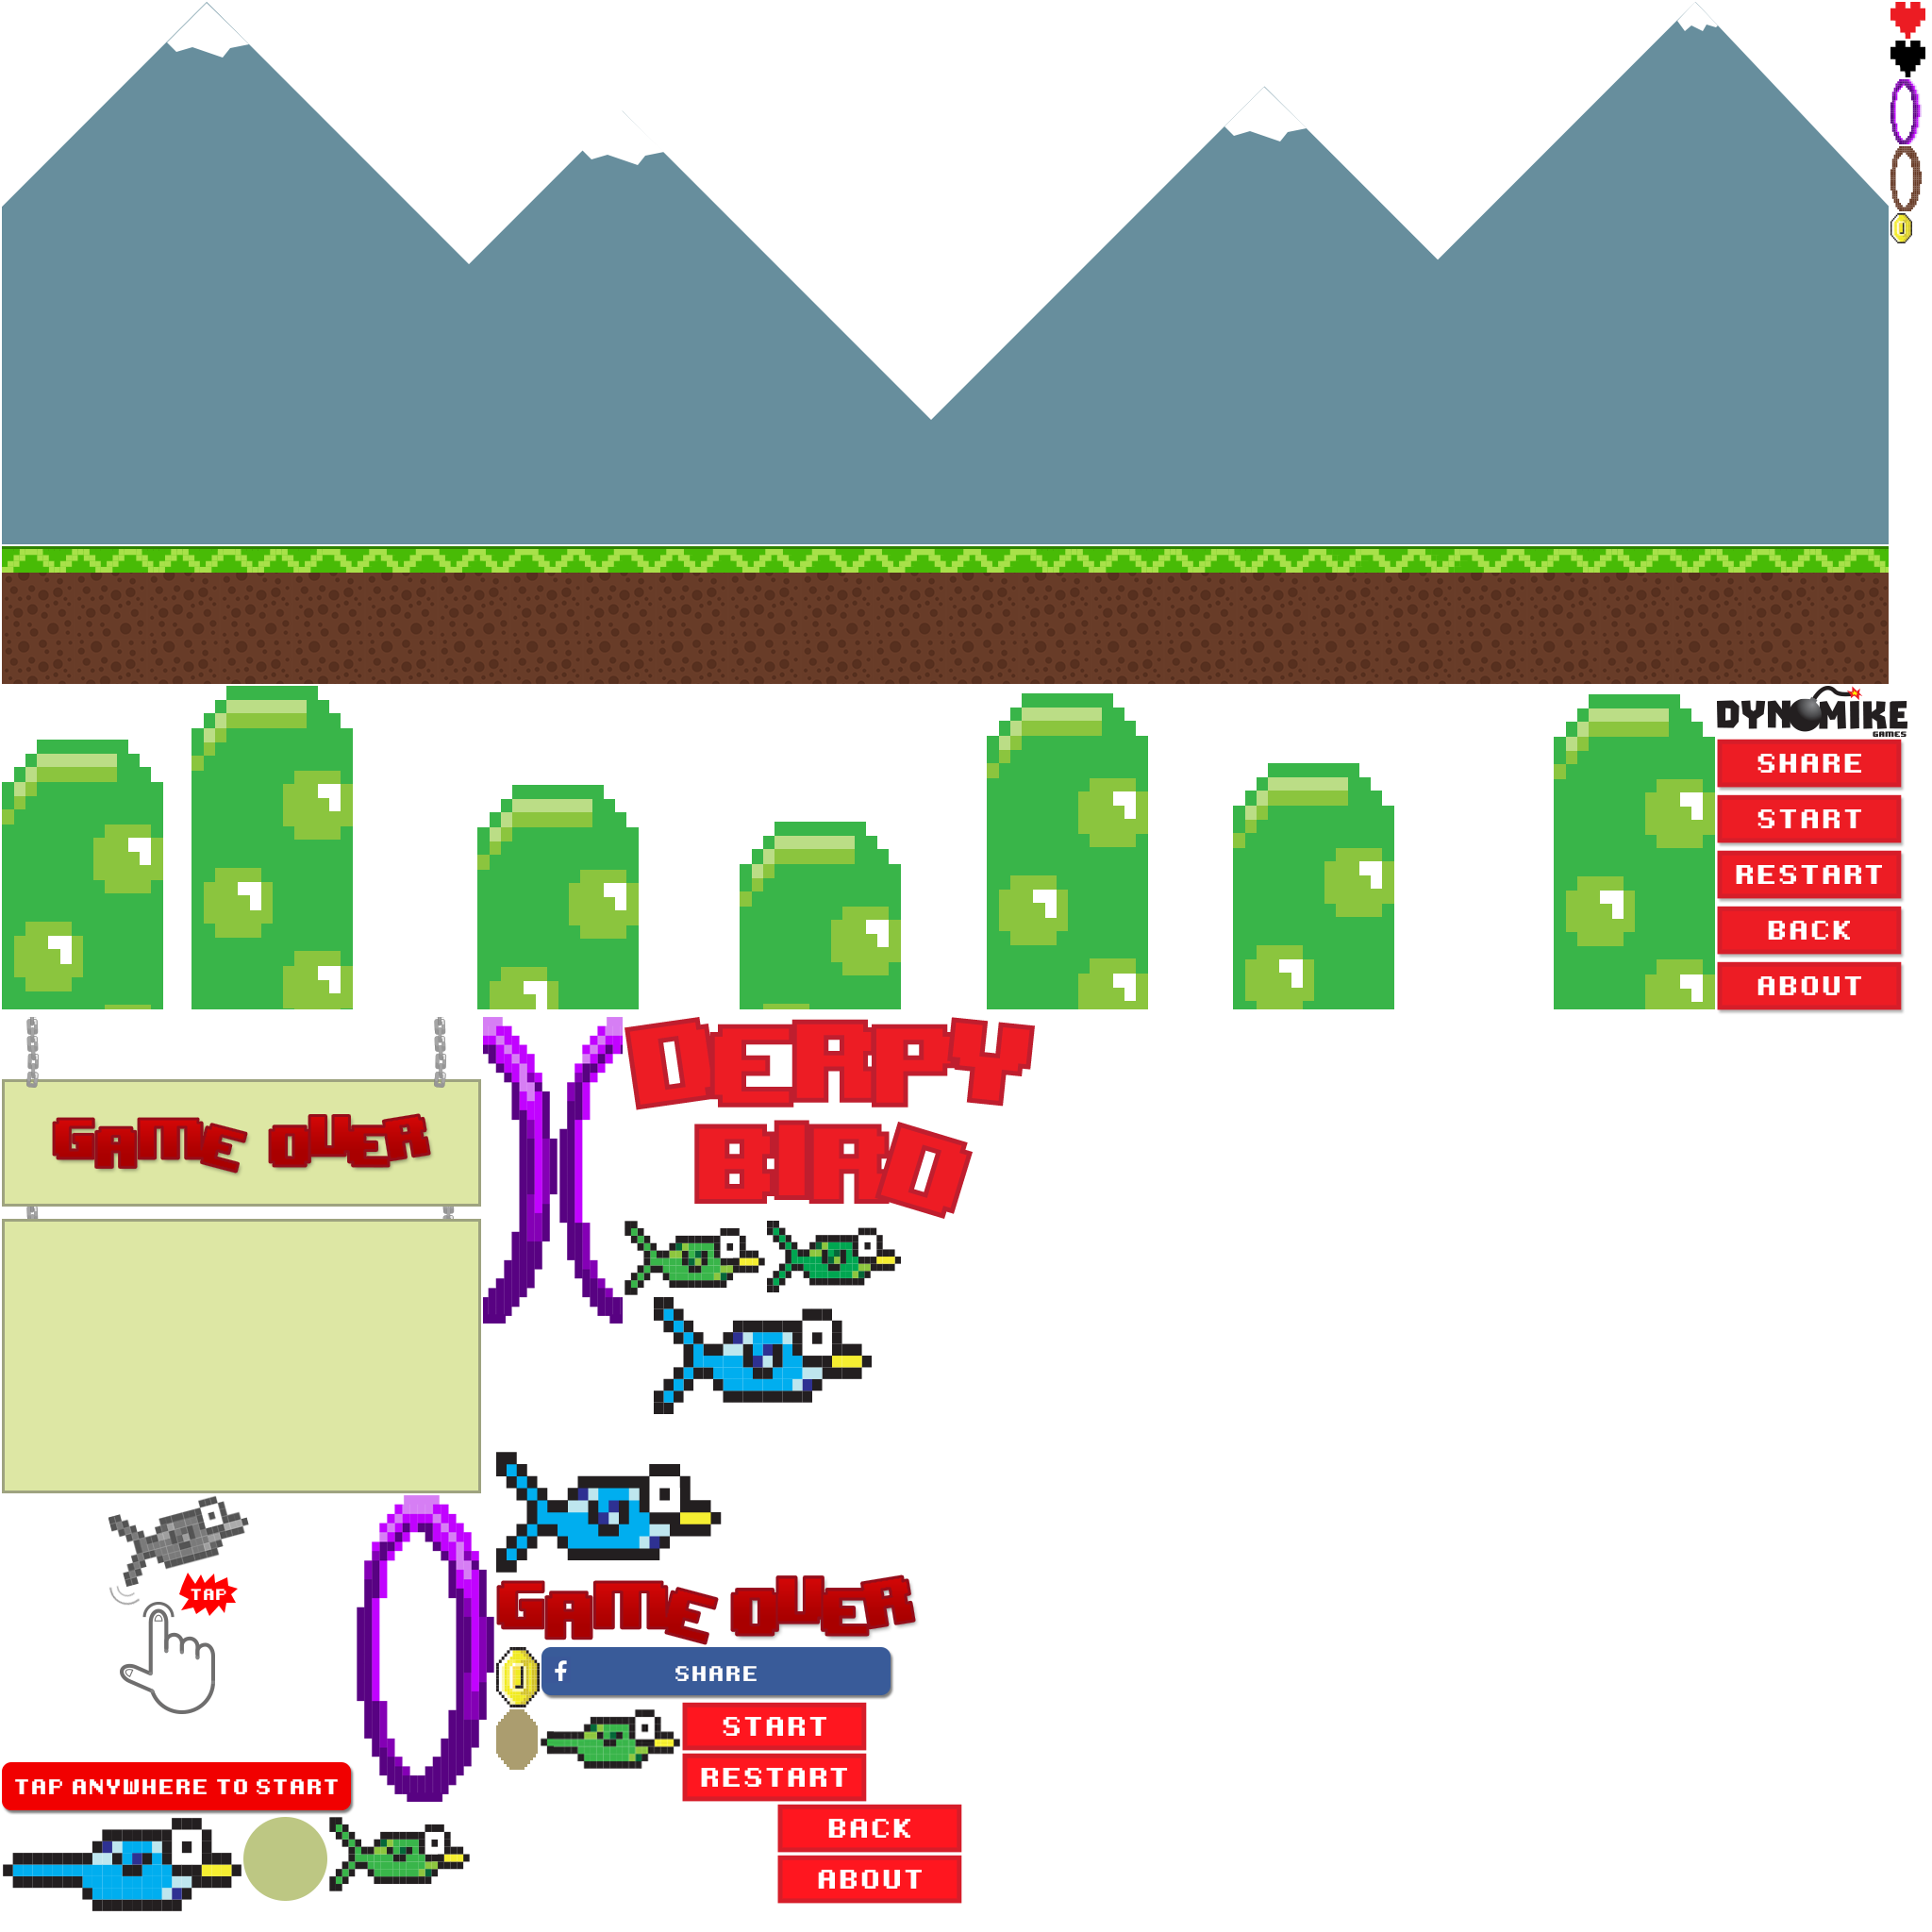 DYNOMIKE
GAMES
SHARE
START
RESTART
BACK
ABOUT
DERPY
BIRD
GAME OVER
TAP
GAME OVER
f SHARE
START
RESTART
TAP ANYWHERE TO START
BACK
ABOUT